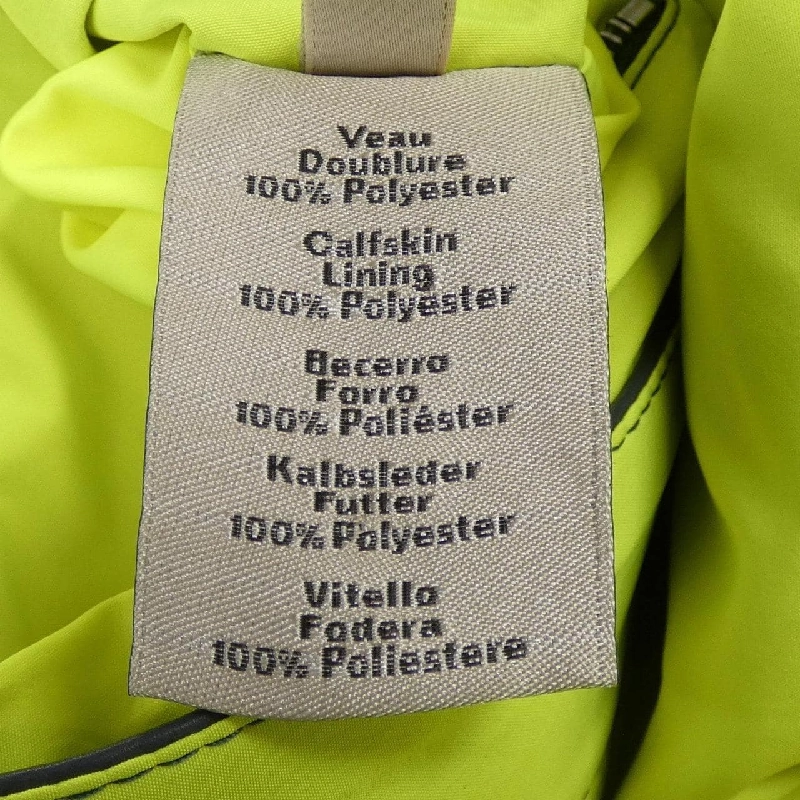 Veau
Doublure
100% Polyester
Calfskin
Lining
100% Polyester
Becerro
Forro
100% Poliéster
Kalbsleder
Futter
100% Polyester
Vitello
Fodera
100% Poliestere